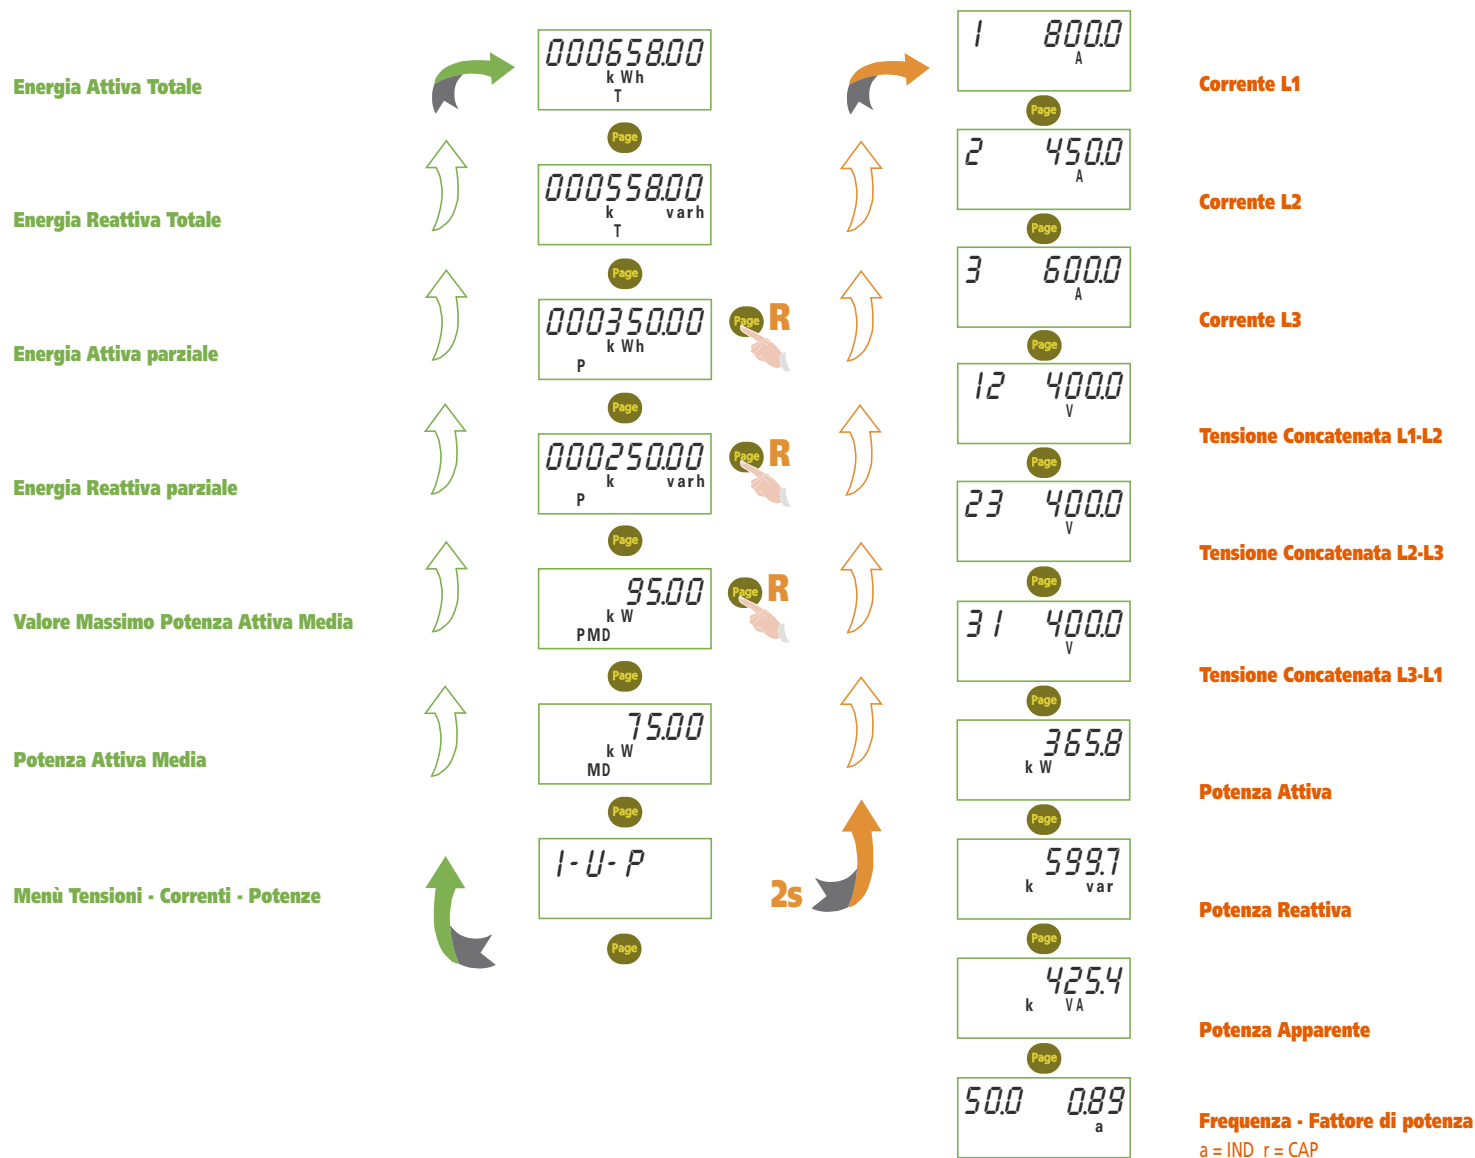 Energia Attiva Totale
000658.00
k Wh
T
Page
Energia Reattiva Totale
000558.00
k varh
T
Page
Energia Attiva parziale
000350.00
k Wh
P
Page R
Page
Energia Reattiva parziale
000250.00
k varh
P
Page R
Page
Valore Massimo Potenza Attiva Media
95.00
k W
PMD
Page R
Page
Potenza Attiva Media
75.00
k W
MD
Page
Menù Tensioni - Correnti - Potenze
I-U-P
Page
2s
1 800.0
A
Corrente L1
Page
2 450.0
A
Corrente L2
Page
3 600.0
A
Corrente L3
Page
12 400.0
V
Tensione Concatenata L1-L2
Page
23 400.0
V
Tensione Concatenata L2-L3
Page
31 400.0
V
Tensione Concatenata L3-L1
Page
365.8
k W
Potenza Attiva
Page
599.7
k var
Potenza Reattiva
Page
425.4
k VA
Potenza Apparente
Page
50.0 0.89
a
Frequenza - Fattore di potenza
a = IND r = CAP